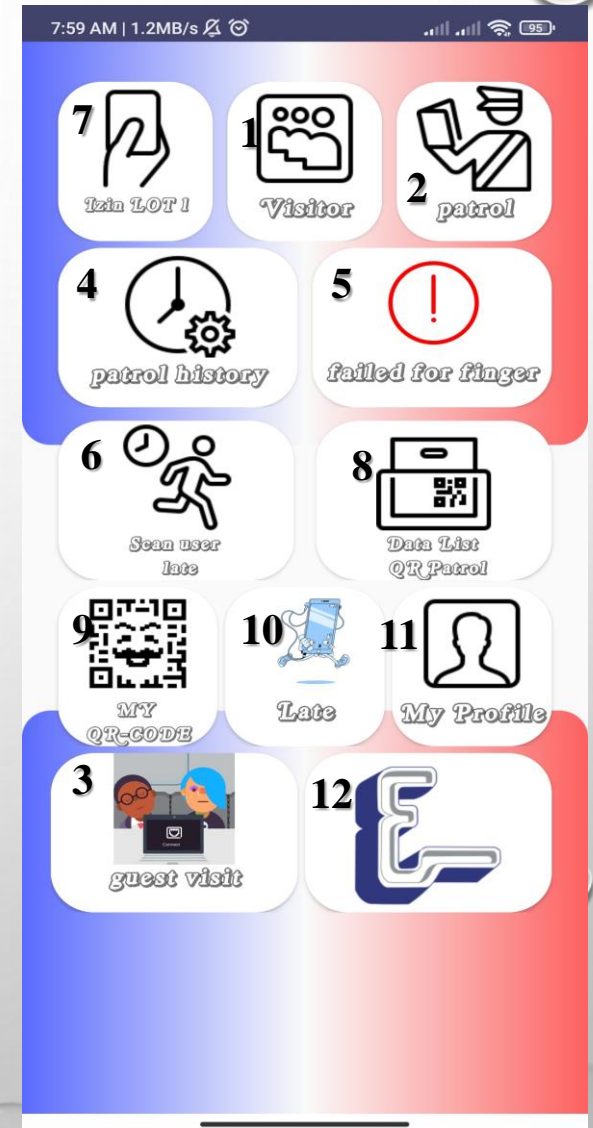 7:59 AM | 1.2MB/s
95
7
Izin LOT 1
1
Visitor
2
patrol
4
patrol history
5
failed for finger
6
Scan user
late
8
Data List
QR Patrol
9
MY
QR-CODE
10
Late
11
My Profile
3
Connect
guest visit
12
E